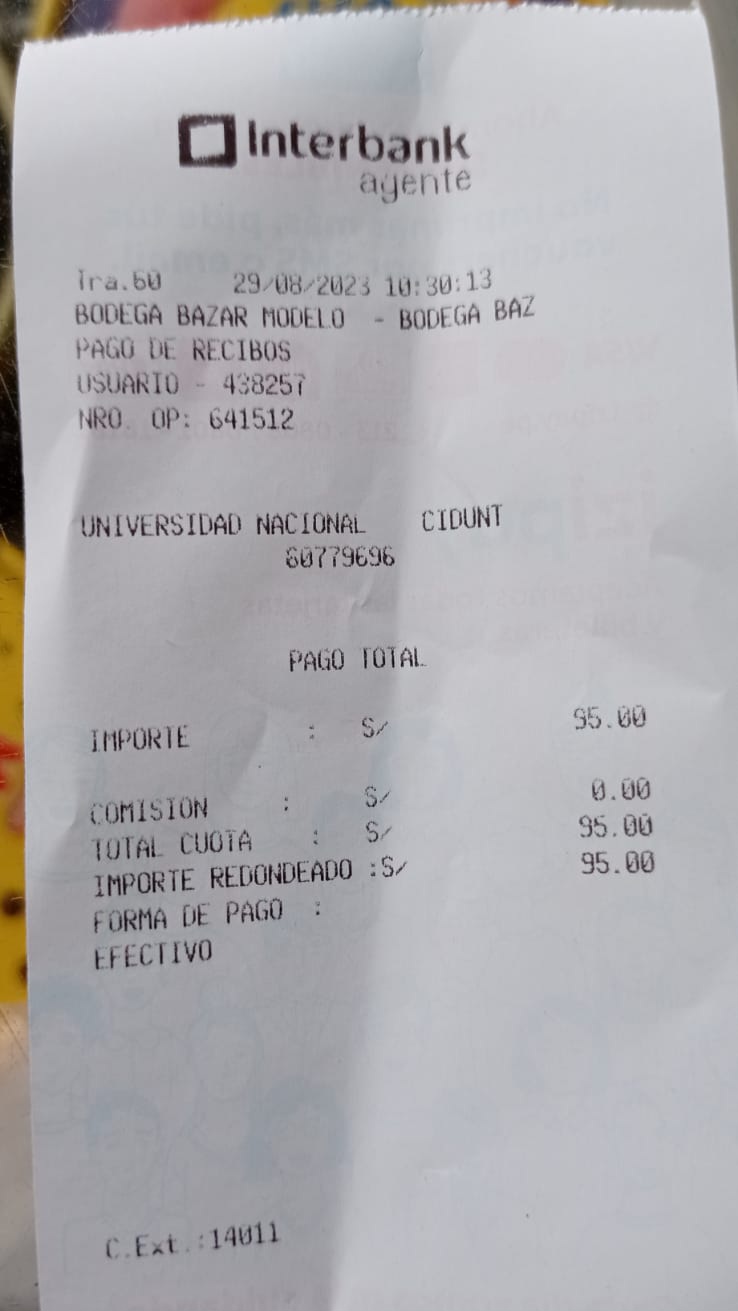 Interbank
agente
Tra.60 29/08/2023 10:30:13
BODEGA BAZAR MODELO - BODEGA BAZ
PAGO DE RECIBOS
USUARIO - 438257
NRO. OP: 641512
UNIVERSIDAD NACIONAL CIDUNT
60779696
PAGO TOTAL
IMPORTE : S/ 95.00
COMISION : S/ 0.00
TOTAL CUOTA : S/ 95.00
IMPORTE REDONDEADO :S/ 95.00
FORMA DE PAGO :
EFECTIVO
C.Ext.:14011